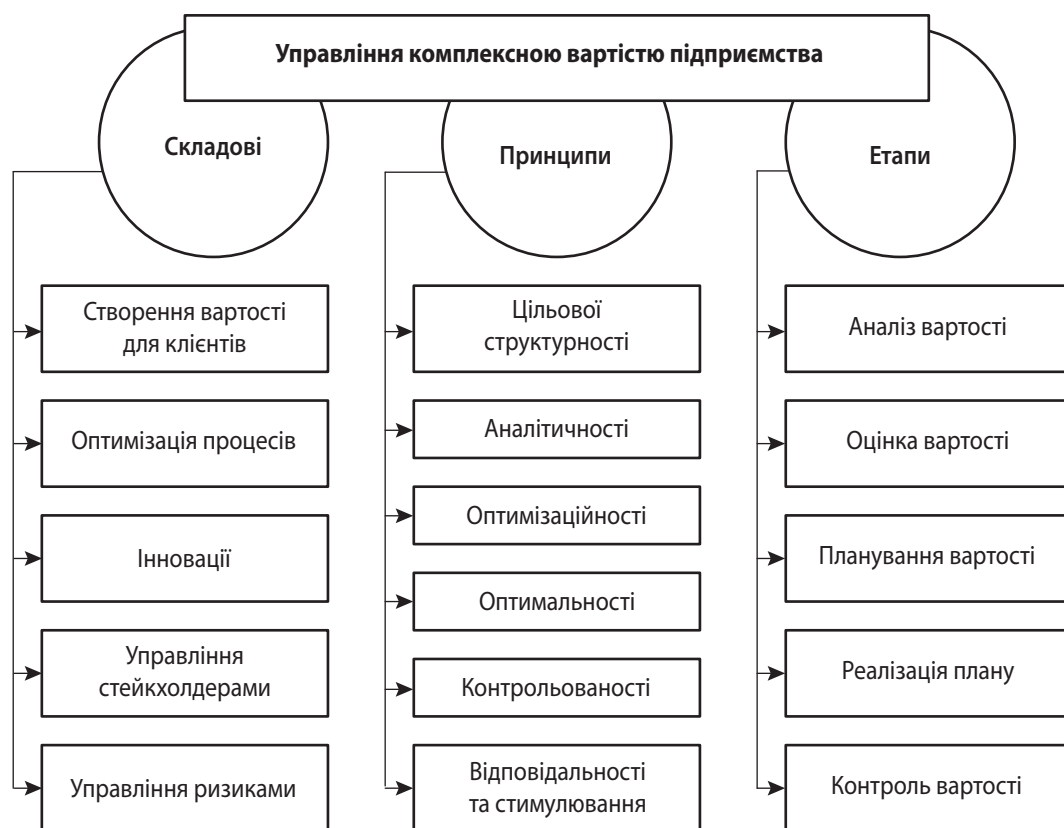 Управління комплексною вартістю підприємства
Складові
Принципи
Етапи
Створення вартості
для клієнтів
Оптимізація процесів
Інновації
Управління
стейкхолдерами
Управління ризиками
Цільової
структурності
Аналітичності
Оптимізаційності
Оптимальності
Контрольованості
Відповідальності
та стимулювання
Аналіз вартості
Оцінка вартості
Планування вартості
Реалізація плану
Контроль вартості